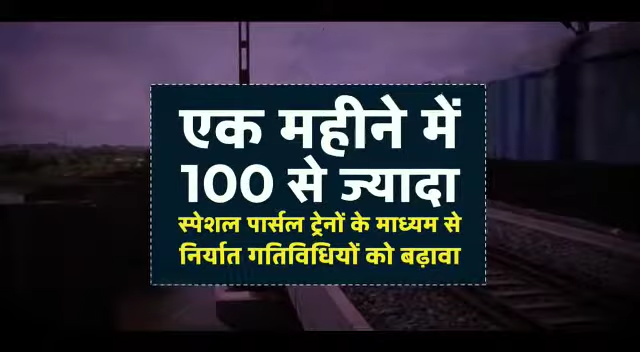 एक महीने में
100 से ज्यादा
स्पेशल पार्सल ट्रेनों के माध्यम से
निर्यात गतिविधियों को बढ़ावा